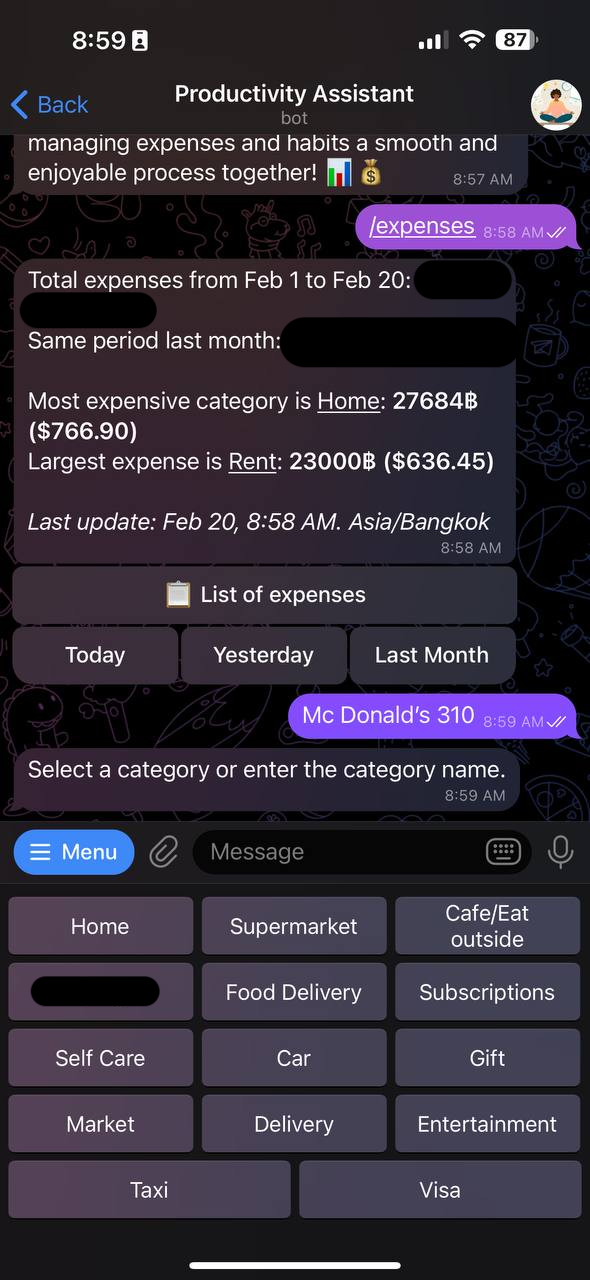 8:59
87
Back
Productivity Assistant
bot
managing expenses and habits a smooth and
enjoyable process together! 📊 💰
8:57 AM
/expenses 8:58 AM
Total expenses from Feb 1 to Feb 20:
Same period last month:
Most expensive category is Home: 27684฿
($766.90)
Largest expense is Rent: 23000฿ ($636.45)
Last update: Feb 20, 8:58 AM. Asia/Bangkok
8:58 AM
📋 List of expenses
Today Yesterday Last Month
Mc Donald’s 310 8:59 AM
Select a category or enter the category name.
8:59 AM
Menu Message
Home Supermarket Cafe/Eat
outside
Food Delivery Subscriptions
Self Care Car Gift
Market Delivery Entertainment
Taxi Visa